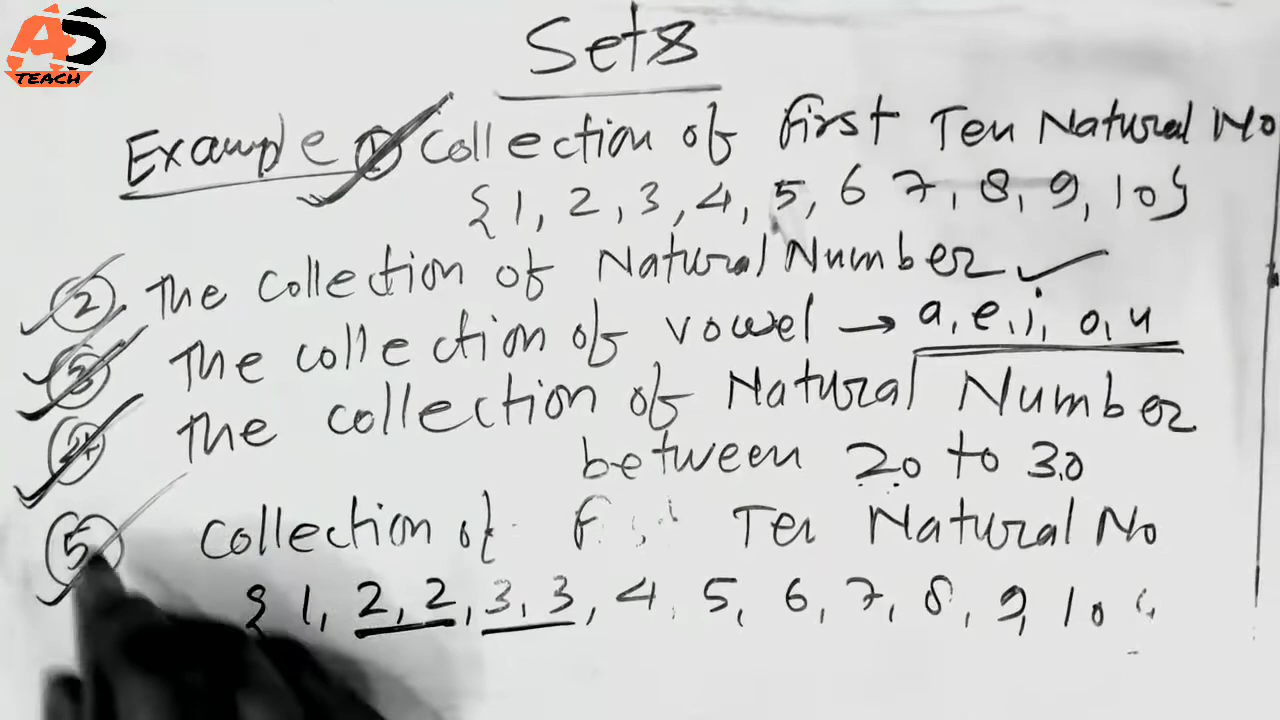 AS
TEACH
Sets
Example ① Collection of First Ten Natural No
{1, 2, 3, 4, 5, 6 7, 8, 9, 10}
② The collection of Natural Number
③ The collection of vowel → a, e, i, o, u
④ The collection of Natural Number
between 20 to 30
⑤ Collection of Ten Natural No
{ 1, 2, 2, 3, 3, 4, 5, 6, 7, 8, 9, 10